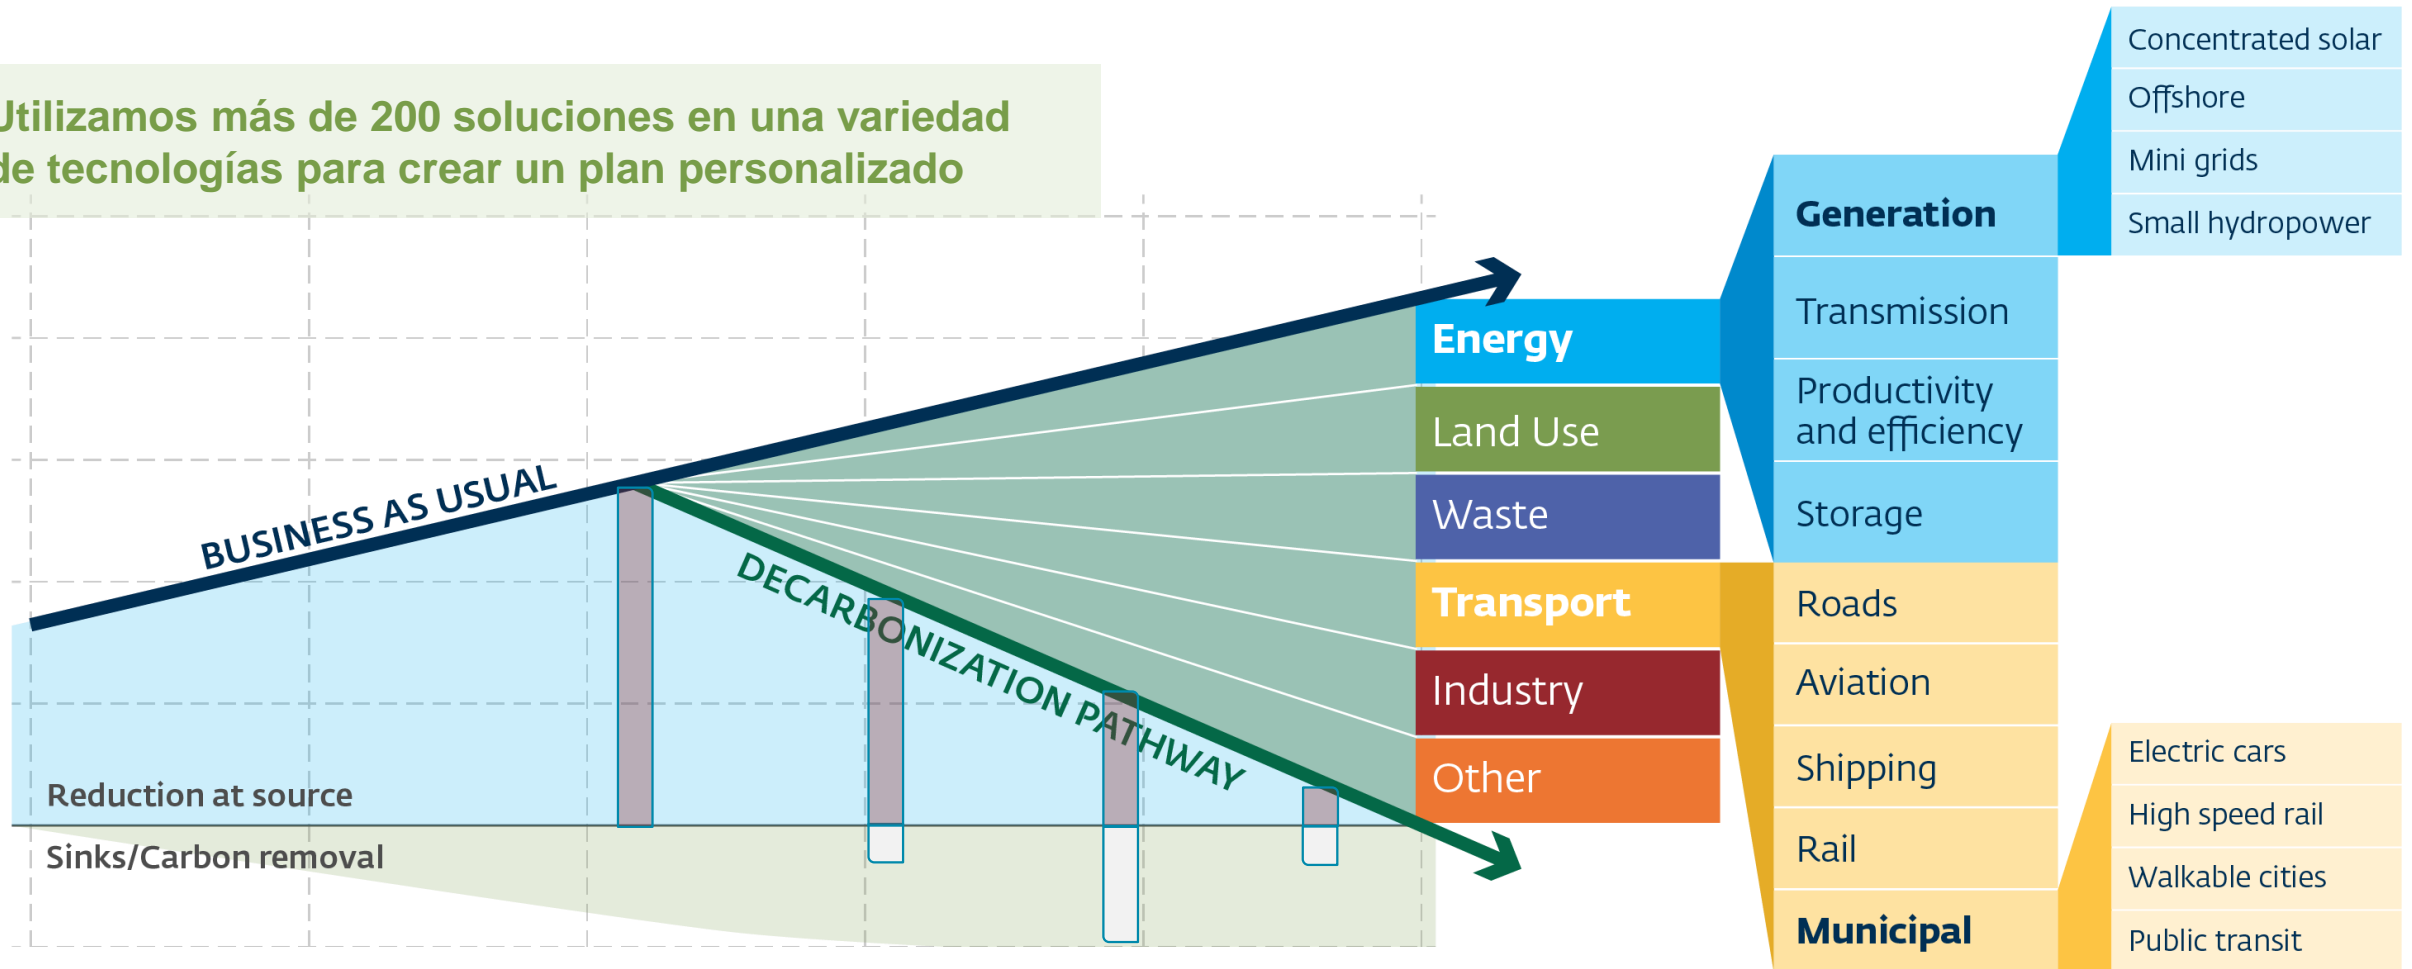 Utilizamos más de 200 soluciones en una variedad
de tecnologías para crear un plan personalizado
BUSINESS AS USUAL
DECARBONIZATION PATHWAY
Reduction at source
Sinks/Carbon removal
Energy
Land Use
Waste
Transport
Industry
Other
Generation
Transmission
Productivity
and efficiency
Storage
Roads
Aviation
Shipping
Rail
Municipal
Concentrated solar
Offshore
Mini grids
Small hydropower
Electric cars
High speed rail
Walkable cities
Public transit